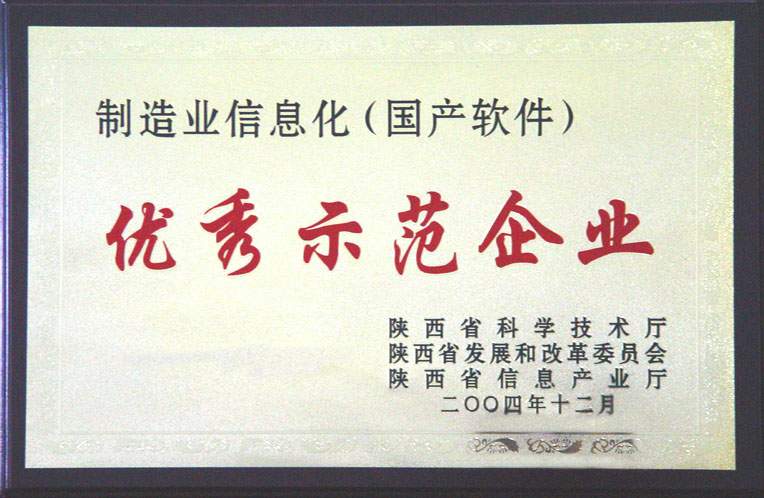 制造业信息化(国产软件)
优秀示范企业
陕西省科学技术厅
陕西省发展和改革委员会
陕西省信息产业厅
二〇〇四年十二月